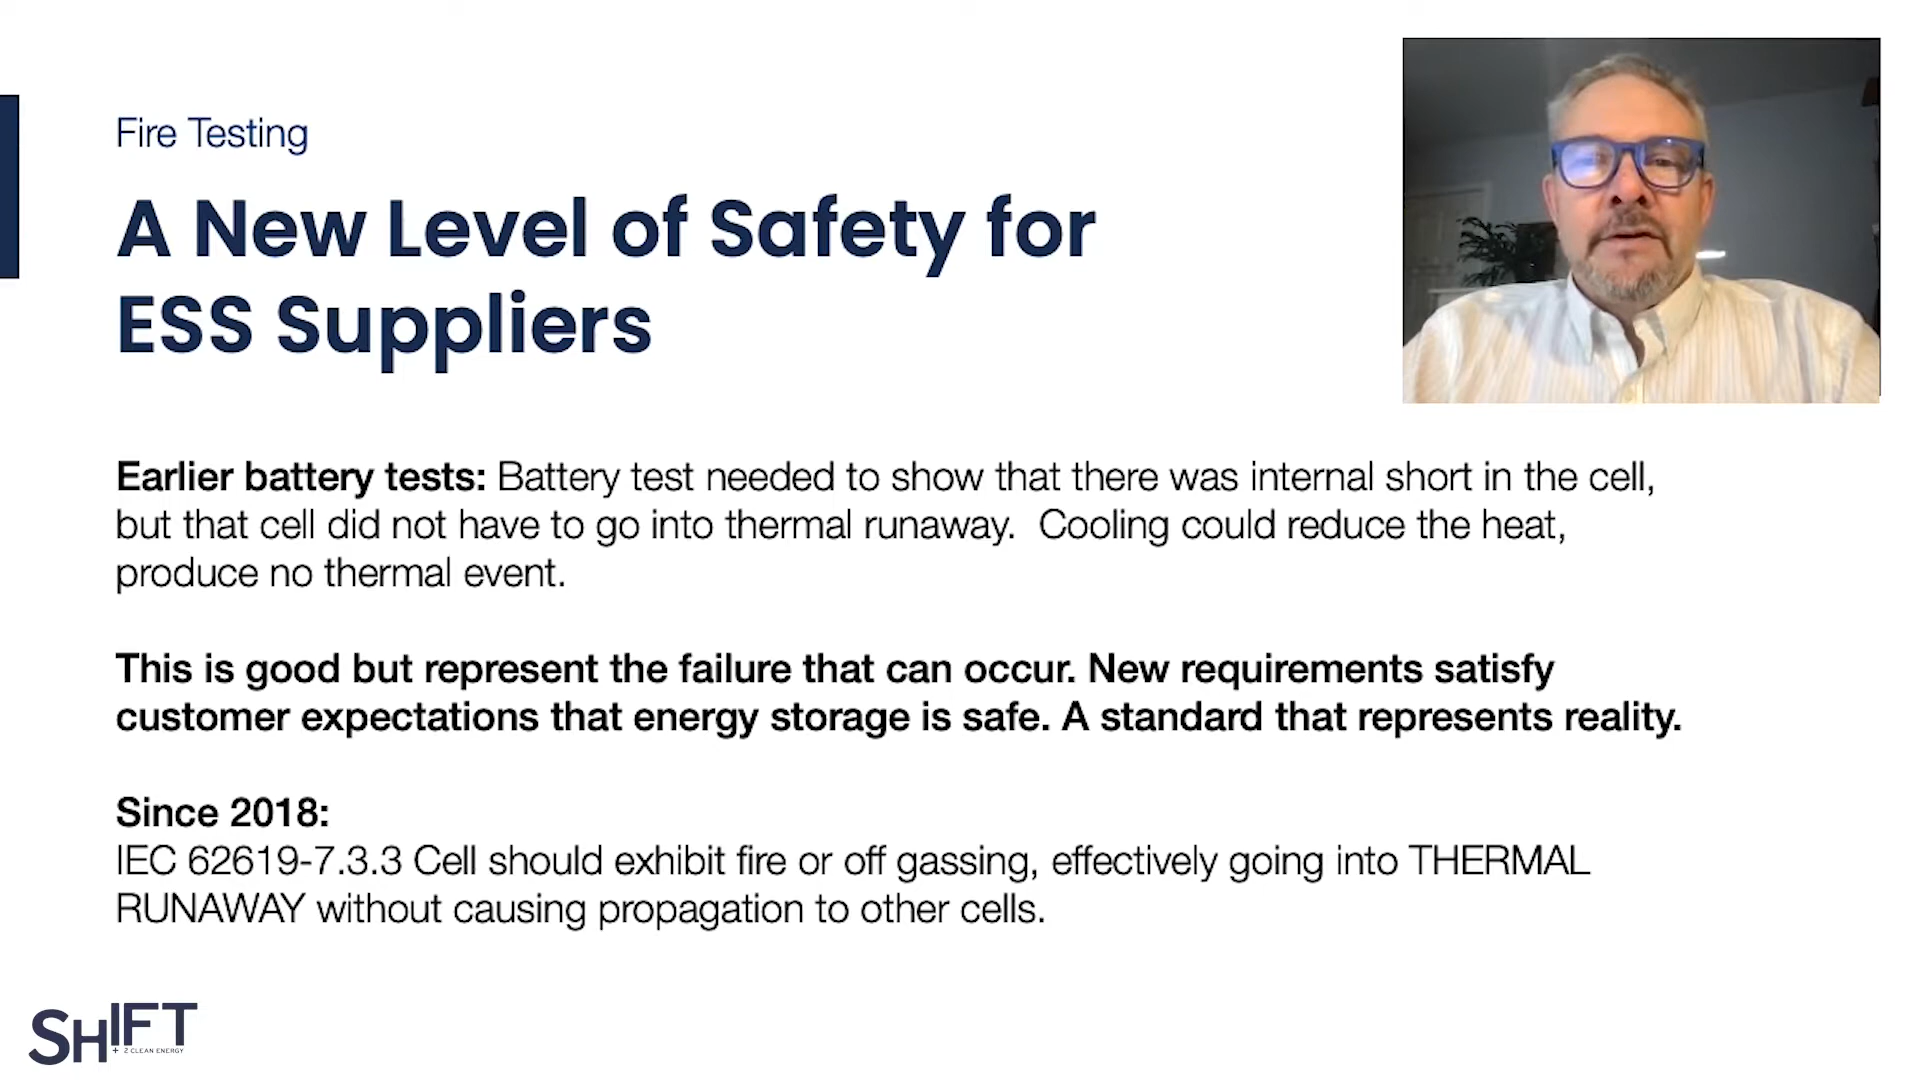 Fire Testing
A New Level of Safety for
ESS Suppliers
Earlier battery tests: Battery test needed to show that there was internal short in the cell,
but that cell did not have to go into thermal runaway.  Cooling could reduce the heat,
produce no thermal event.
This is good but represent the failure that can occur. New requirements satisfy
customer expectations that energy storage is safe. A standard that represents reality.
Since 2018:
IEC 62619-7.3.3 Cell should exhibit fire or off gassing, effectively going into THERMAL
RUNAWAY without causing propagation to other cells.
SHIFT
+ 2 CLEAN ENERGY